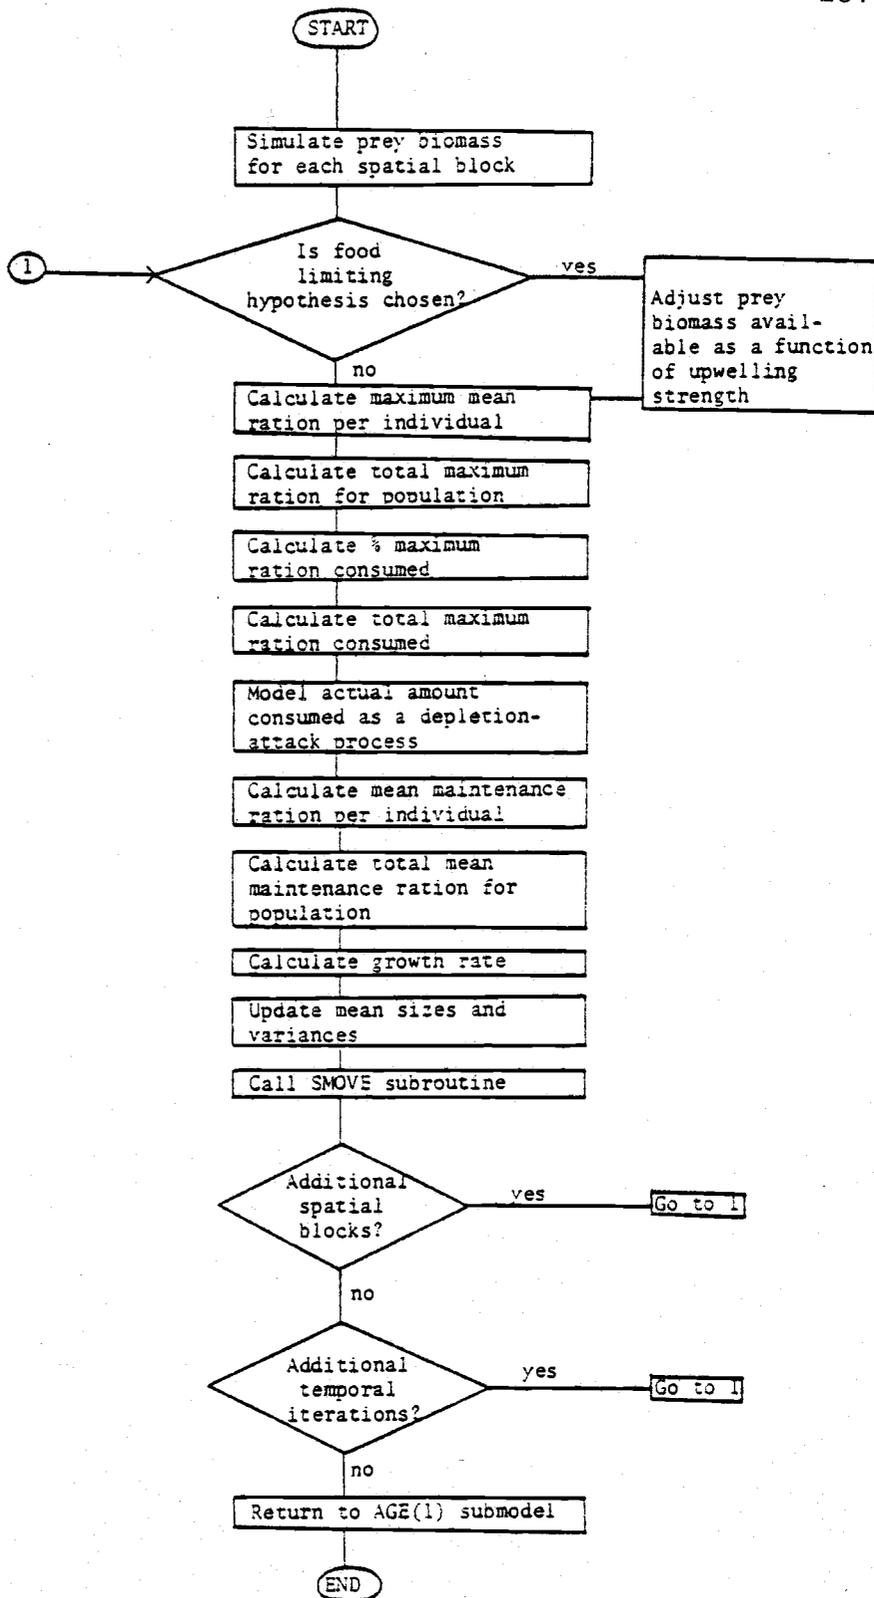 START
Simulate prey biomass
for each spatial block
1
Is food
limiting
hypothesis chosen?
yes
Adjust prey
biomass avail-
able as a function
of upwelling
strength
no
Calculate maximum mean
ration per individual
Calculate total maximum
ration for population
Calculate % maximum
ration consumed
Calculate total maximum
ration consumed
Model actual amount
consumed as a depletion-
attack process
Calculate mean maintenance
ration per individual
Calculate total mean
maintenance ration for
population
Calculate growth rate
Update mean sizes and
variances
Call SMOVE subroutine
Additional
spatial
blocks?
yes
Go to 1
no
Additional
temporal
iterations?
yes
Go to 1
no
Return to AGE(1) submodel
END